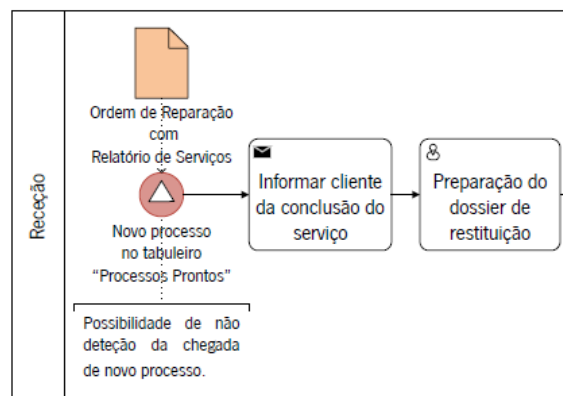 Receção
Ordem de Reparação
com
Relatório de Serviços
Novo processo
no tabuleiro
“Processos Prontos”
Possibilidade de não
deteção da chegada
de novo processo.
Informar cliente
da conclusão do
serviço
Preparação do
dossier de
restituição